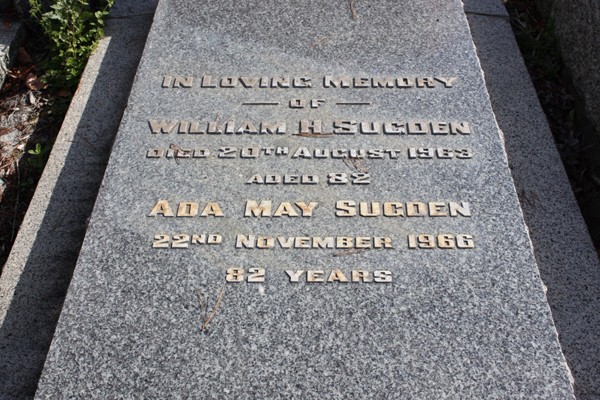 In Loving Memory
of
William H. Sugden
Died 20th August 1963
Aged 82
Ada May Sugden
22nd November 1966
82 years